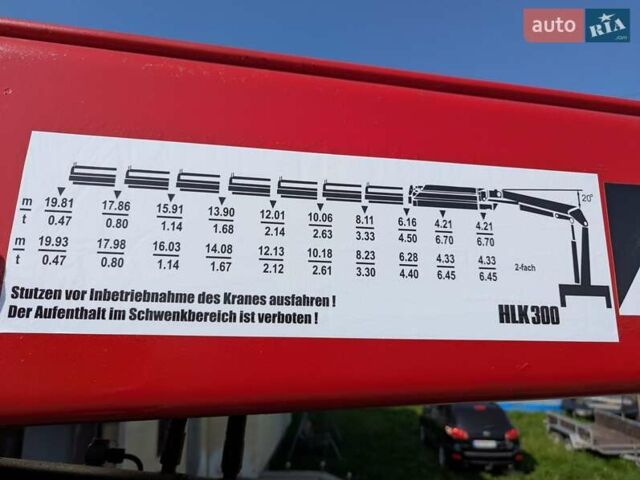 auto RIA .com
20°
m 19.81 17.86 15.91 13.90 12.01 10.06 8.11 6.16 4.21 4.21
t 0.47 0.80 1.14 1.68 2.14 2.63 3.33 4.50 6.70 6.70
m 19.93 17.98 16.03 14.08 12.13 10.18 8.23 6.28 4.33 4.33
t 0.47 0.80 1.14 1.67 2.12 2.61 3.30 4.40 6.45 6.45 2-fach
Stutzen vor Inbetriebnahme des Kranes ausfahren !
Der Aufenthalt im Schwenkbereich ist verboten !
HLK 300